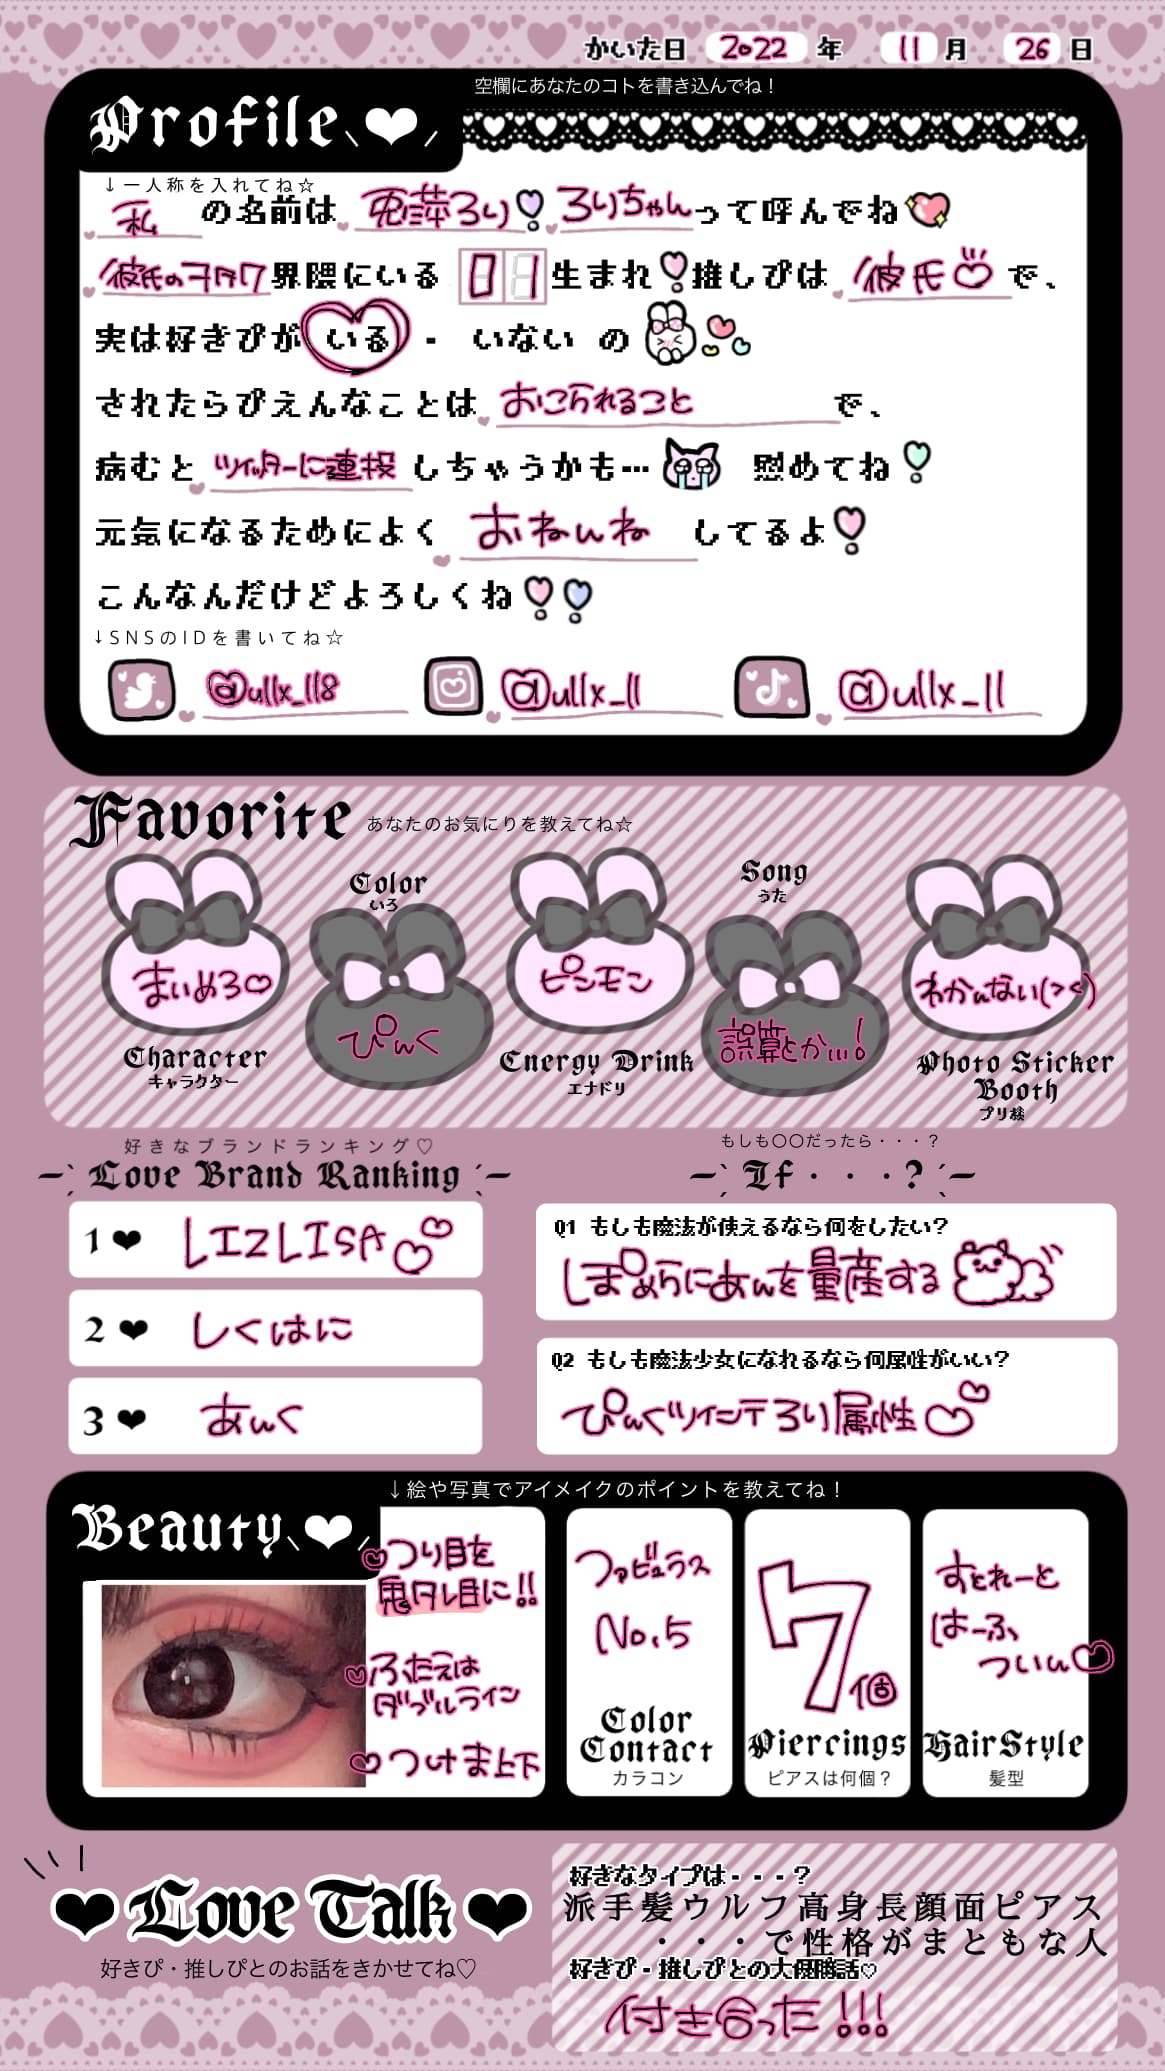 かいた日 2022 年 11 月 26 日
空欄にあなたのコトを書き込んでね！
Profile
↓一人称を入れてね☆
私 の名前は 兎夢ろり ろりちゃんって呼んでね
彼氏のヲタク界隈にいる 01 生まれ 推しぴは 彼氏 で、
実は好きぴが いる ・ いない の
されたらぴえんなことは おこられること で、
病むと ツイッターに連投 しちゃうかも… 慰めてね
元気になるためによく おねんね してるよ
こんなんだけどよろしくね
↓SNSのIDを書いてね☆
@ullx_118 @ullx_11 @ullx_11
Favorite あなたのお気にりを教えてね☆
まいめろ♡
Character
キャラクター
Color
いろ
ぴんく
ピンモン
Energy Drink
エナドリ
Song
うた
誤算とか...!
わかんない(><)
Photo Sticker
Booth
プリ機
好きなブランドランキング♡
Love Brand Ranking
1 ❤ LIZLISA
2 ❤ しくはに
3 ❤ あんく
もしも〇〇だったら・・・？
If・・・?
Q1 もしも魔法が使えるなら何をしたい?
しぽめらにあんを量産する
Q2 もしも魔法少女になれるなら何属性がいい?
ぴんくツインテろり属性
Beauty
↓絵や写真でアイメイクのポイントを教えてね！
つり目を
鬼タレ目に!!
ふたえは
ダブルライン
つけま上下
ファビュラス
No.5
Color
Contact
カラコン
7個
Piercings
ピアスは何個？
すとれーと
はーふ
ついん
HairStyle
髪型
❤Love Talk❤
好きぴ・推しぴとのお話をきかせてね♡
好きなタイプは・・・?
派手髪ウルフ高身長顔面ピアス
・・・で性格がまともな人
好きぴ・推しぴとの大優勝話♡
付き合った!!!